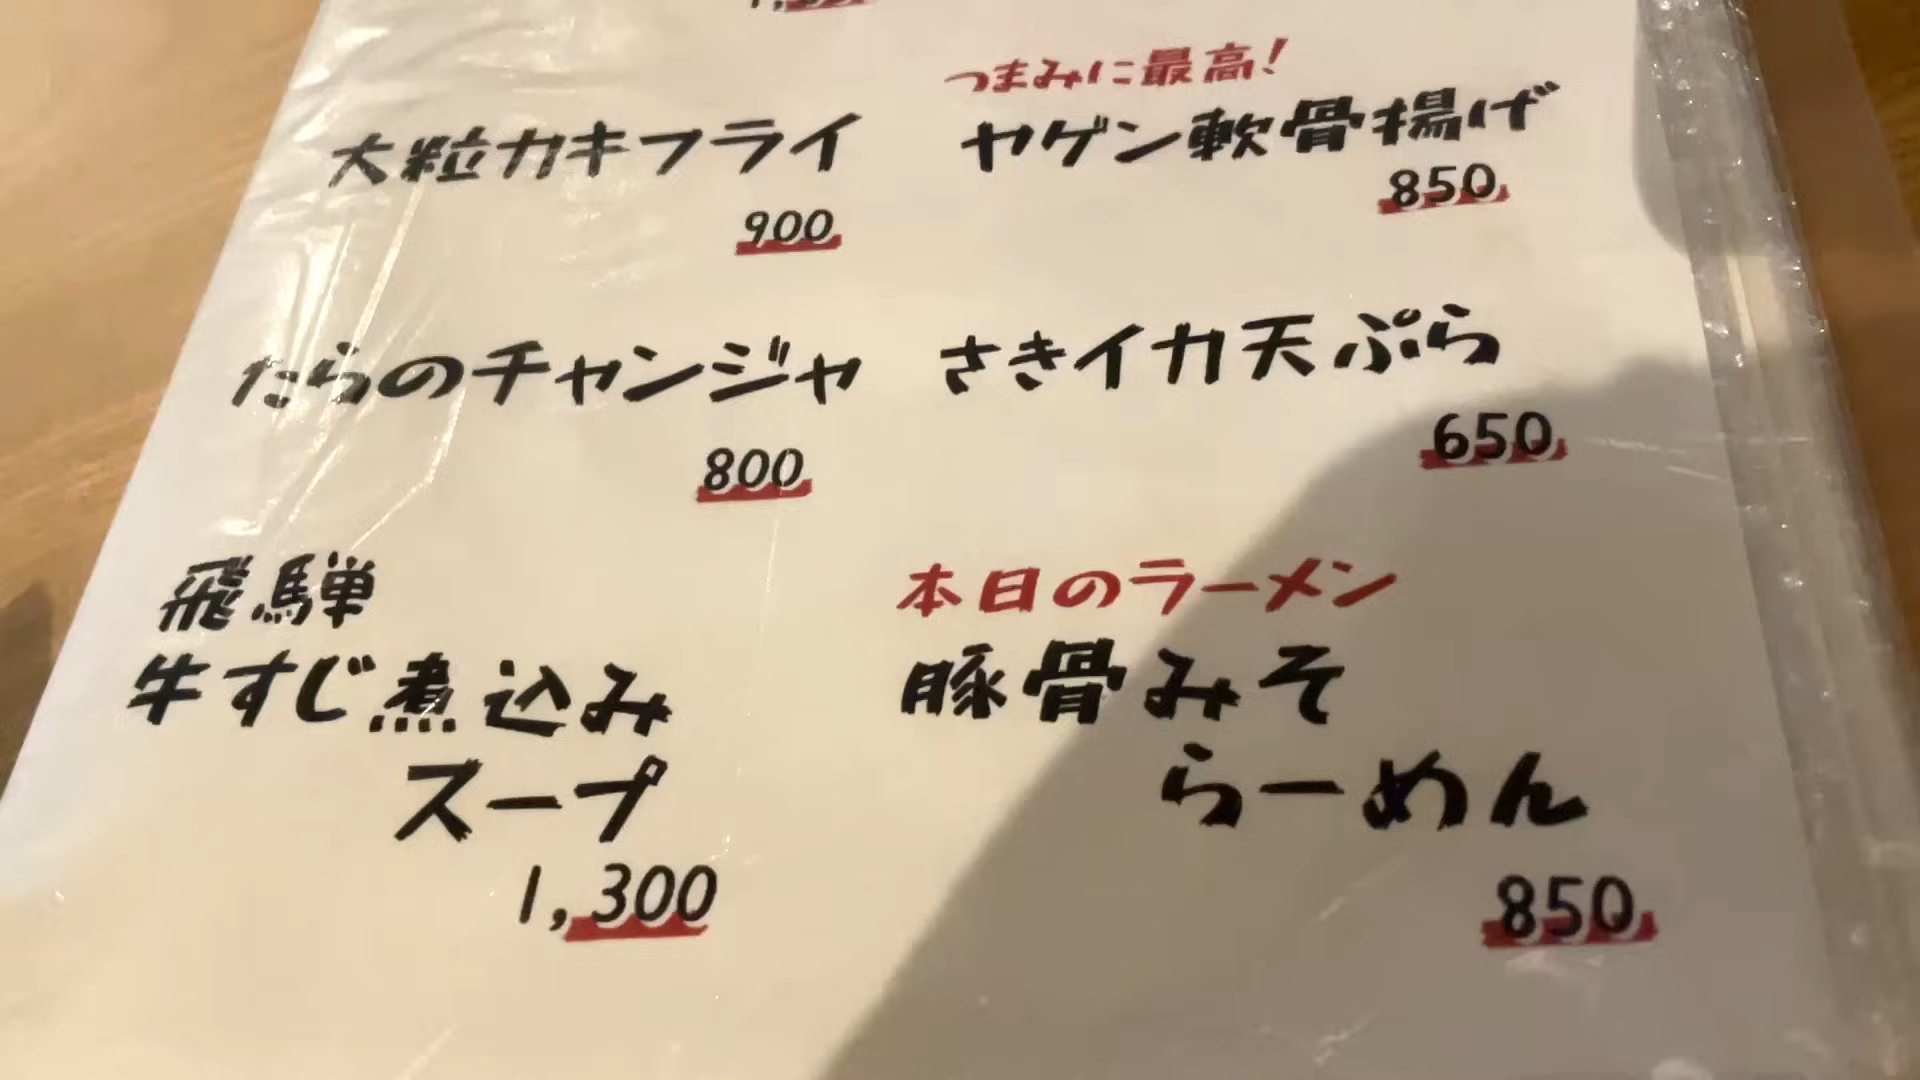 大粒カキフライ
900
つまみに最高!
ヤゲン軟骨揚げ
850
たらのチャンジャ
800
さきイカ天ぷら
650
飛騨
牛すじ煮込み
スープ
1,300
本日のラーメン
豚骨みそ
らーめん
850